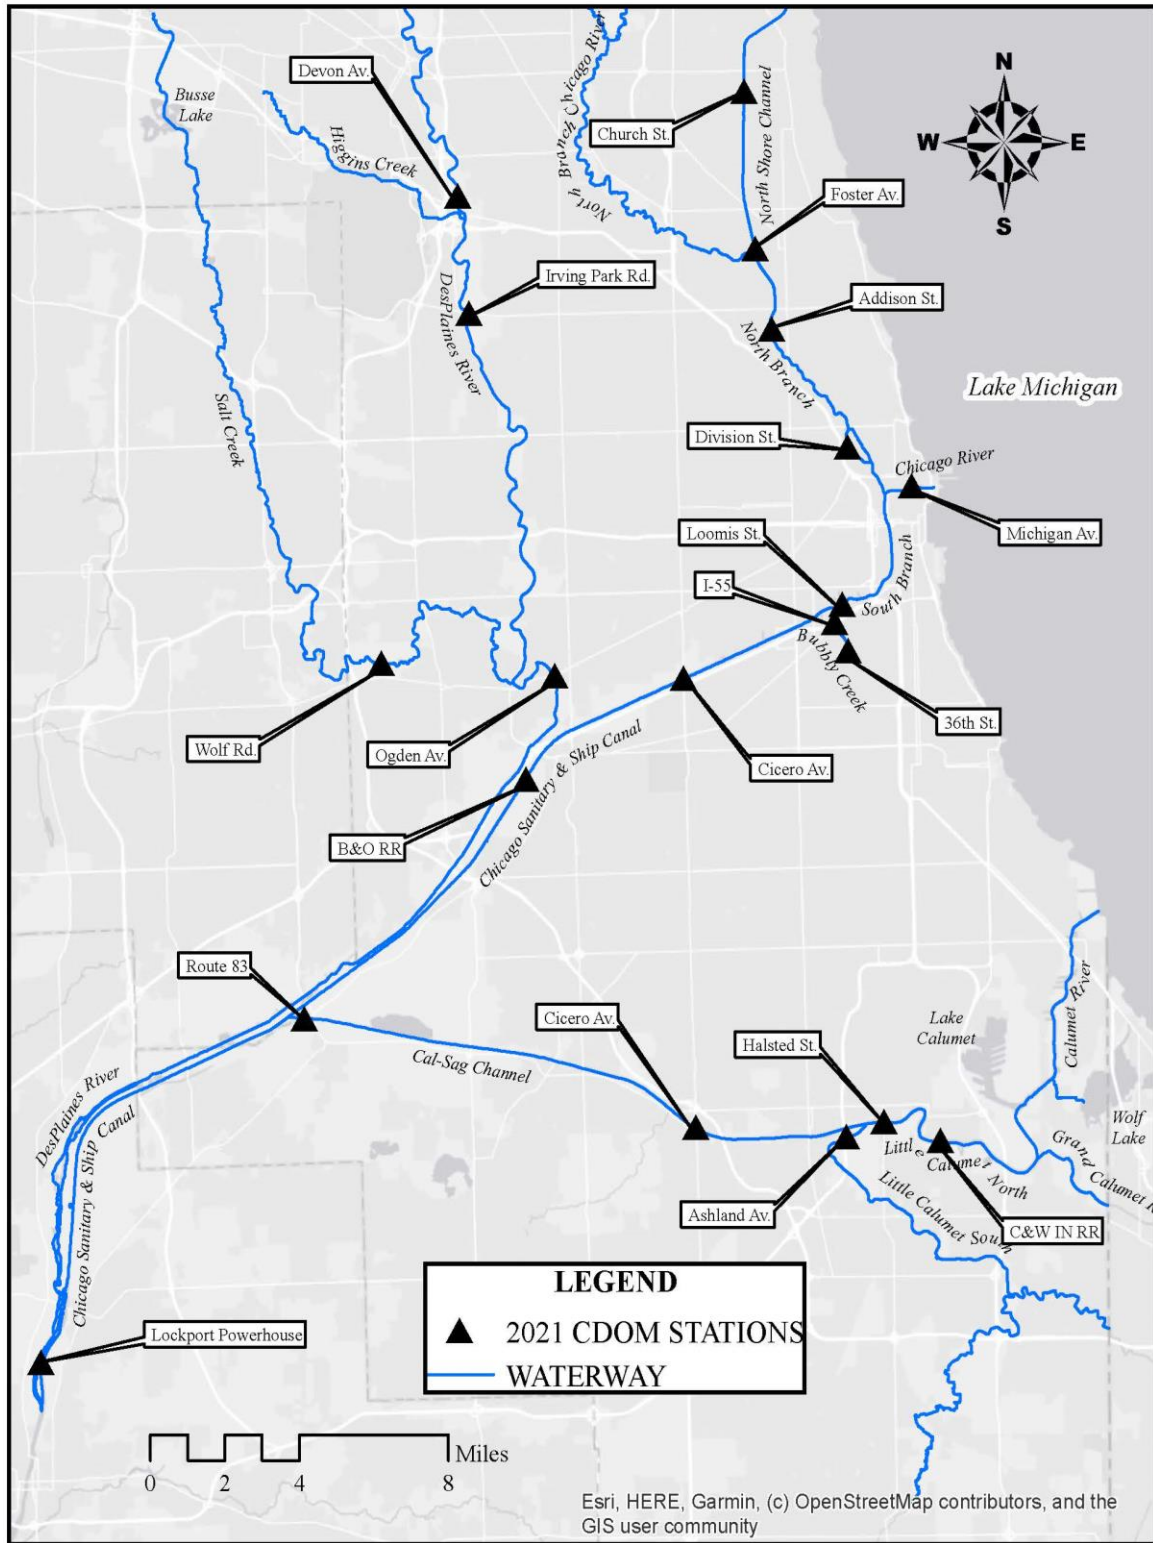 Devon Av.
Busse
Lake
Higgins Creek
North Branch Chicago River
Church St.
North Shore Channel
N
W
E
S
Foster Av.
Irving Park Rd.
DesPlaines River
Addison St.
North Branch
Lake Michigan
Salt Creek
Division St.
Chicago River
Michigan Av.
Loomis St.
South Branch
I-55
Bubbly Creek
36th St.
Wolf Rd.
Ogden Av.
Cicero Av.
Chicago Sanitary & Ship Canal
B&O RR
Route 83
Cicero Av.
Halsted St.
Lake
Calumet
Calumet River
Cal-Sag Channel
Wolf
Lake
Grand Calumet R
DesPlaines River
Chicago Sanitary & Ship Canal
Little Calumet North
Little Calumet South
Ashland Av.
C&W IN RR
Lockport Powerhouse
LEGEND
2021 CDOM STATIONS
WATERWAY
Miles
0 2 4 8
Esri, HERE, Garmin, (c) OpenStreetMap contributors, and the
GIS user community